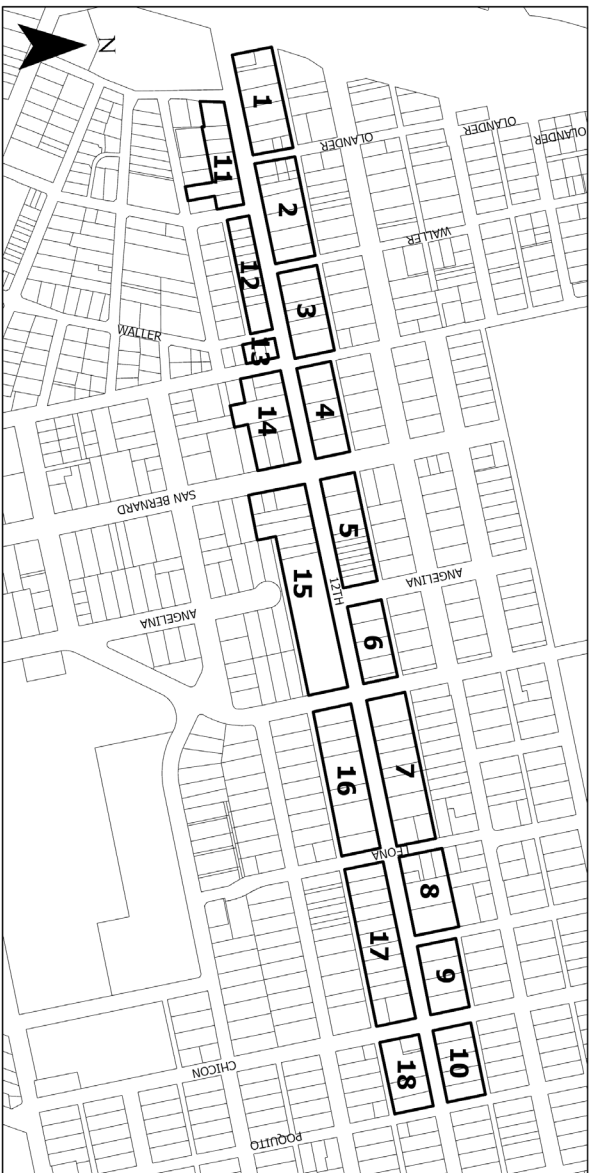 N
1
OLANDER
OLANDER
OLANDER
11
2
WALLER
12
3
WALLER
13
4
14
SAN BERNARD
5
ANGELINA
15
12TH
ANGELINA
6
7
16
LEONA
8
17
9
10
18
CHICON
POQUITO